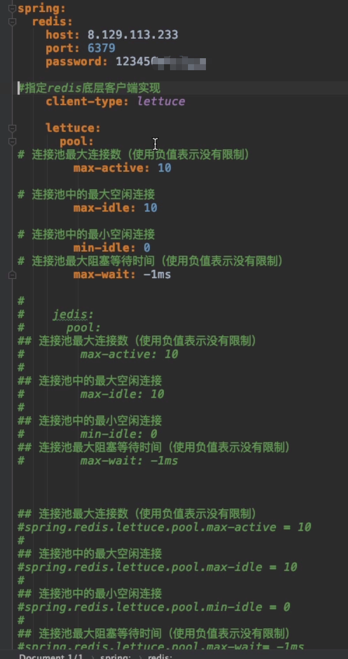 spring:
redis:
host: 8.129.113.233
port: 6379
password: 123456
#指定redis底层客户端实现
client-type: lettuce
lettuce:
pool:
# 连接池最大连接数（使用负值表示没有限制）
max-active: 10
# 连接池中的最大空闲连接
max-idle: 10
# 连接池中的最小空闲连接
min-idle: 0
# 连接池最大阻塞等待时间（使用负值表示没有限制）
max-wait: -1ms
#
# jedis:
# pool:
## 连接池最大连接数（使用负值表示没有限制）
# max-active: 10
#
## 连接池中的最大空闲连接
# max-idle: 10
#
## 连接池中的最小空闲连接
# min-idle: 0
## 连接池最大阻塞等待时间（使用负值表示没有限制）
# max-wait: -1ms
## 连接池最大连接数（使用负值表示没有限制）
#spring.redis.lettuce.pool.max-active = 10
#
## 连接池中的最大空闲连接
#spring.redis.lettuce.pool.max-idle = 10
#
## 连接池中的最小空闲连接
#spring.redis.lettuce.pool.min-idle = 0
#
## 连接池最大阻塞等待时间（使用负值表示没有限制）
#spring.redis.lettuce.pool.max-wait= -1ms
Document 1/1 spring: redis: